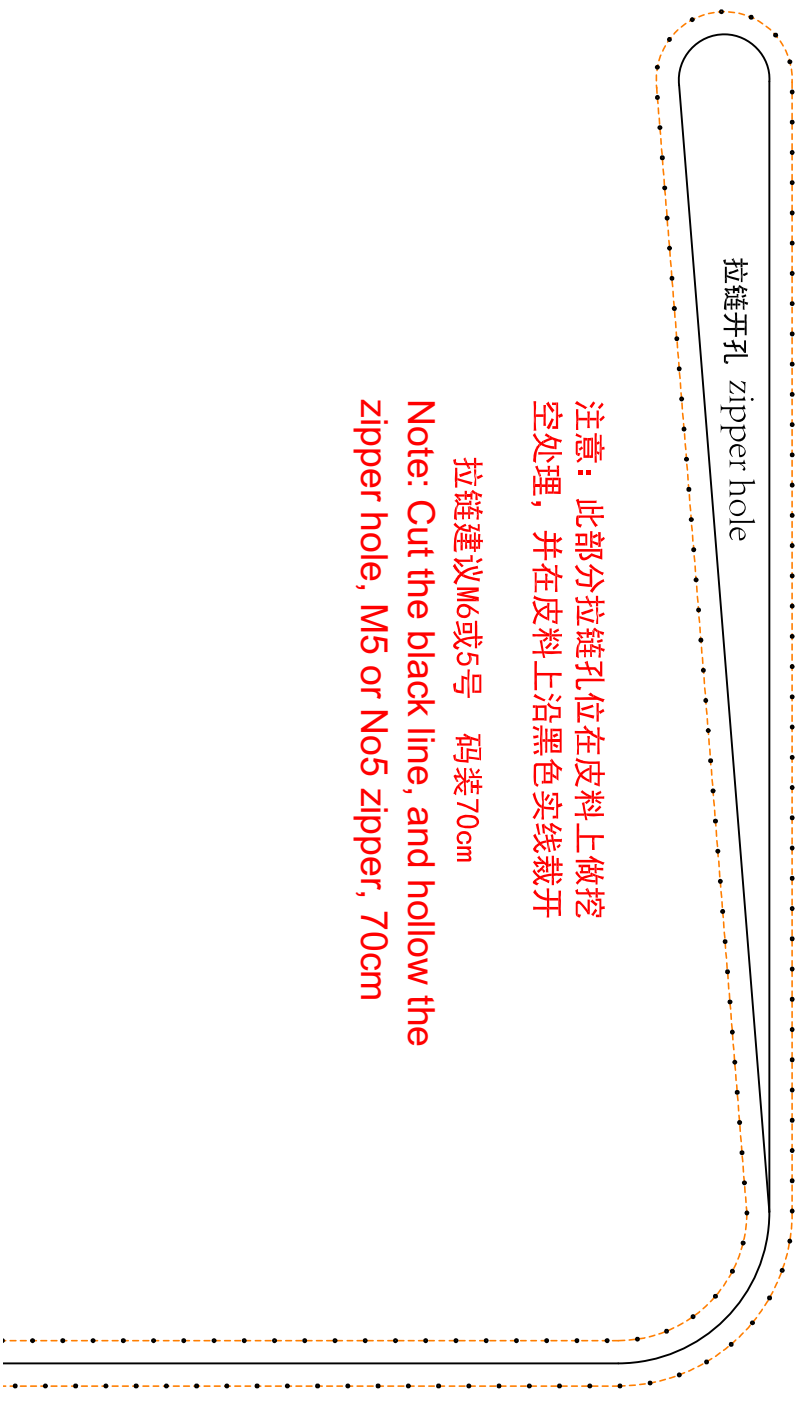 拉链开孔 zipper hole
注意：此部分拉链孔位在皮料上做挖
空处理，并在皮料上沿黑色实线裁开
拉链建议M6或5号 码装70cm
Note: Cut the black line, and hollow the
zipper hole, M5 or No5 zipper, 70cm